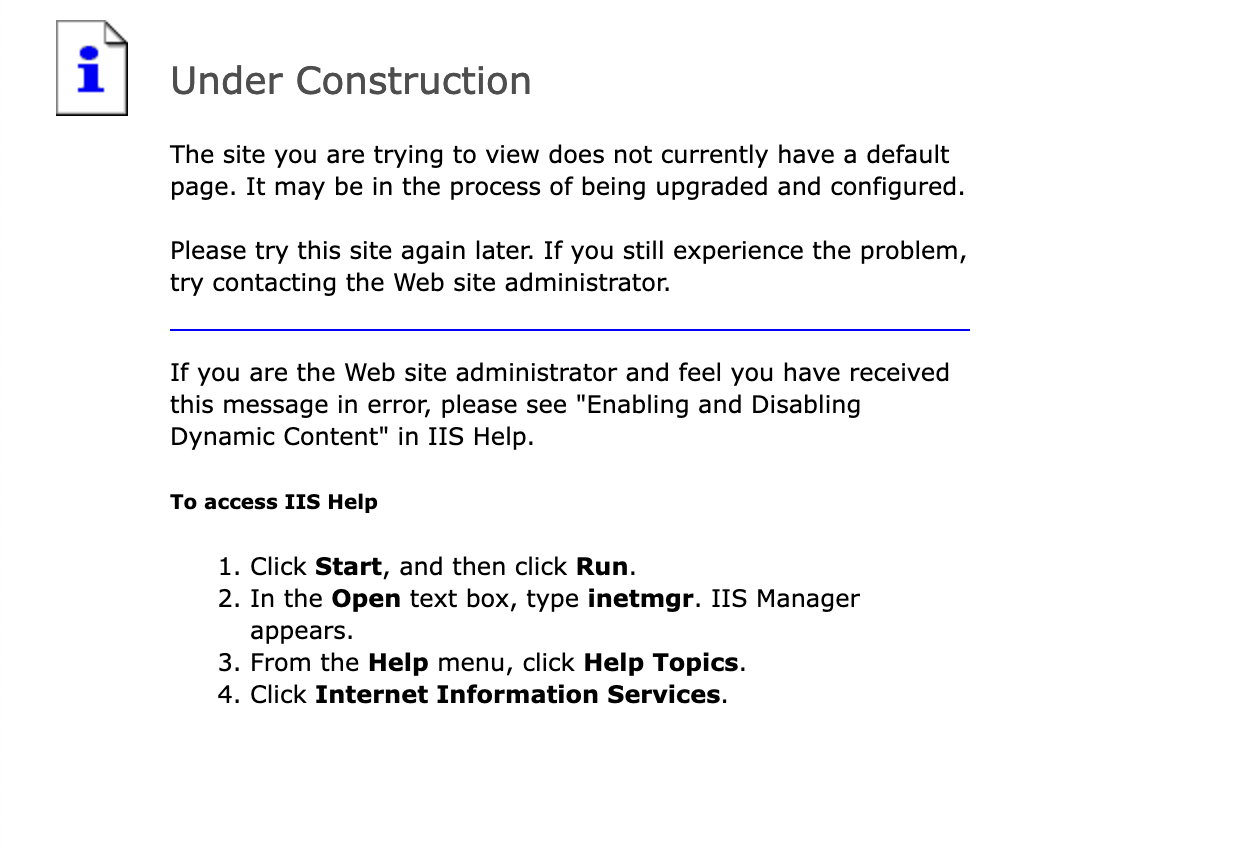 Under Construction
The site you are trying to view does not currently have a default
page. It may be in the process of being upgraded and configured.
Please try this site again later. If you still experience the problem,
try contacting the Web site administrator.
If you are the Web site administrator and feel you have received
this message in error, please see "Enabling and Disabling
Dynamic Content" in IIS Help.
To access IIS Help
1. Click Start, and then click Run.
2. In the Open text box, type inetmgr. IIS Manager
appears.
3. From the Help menu, click Help Topics.
4. Click Internet Information Services.